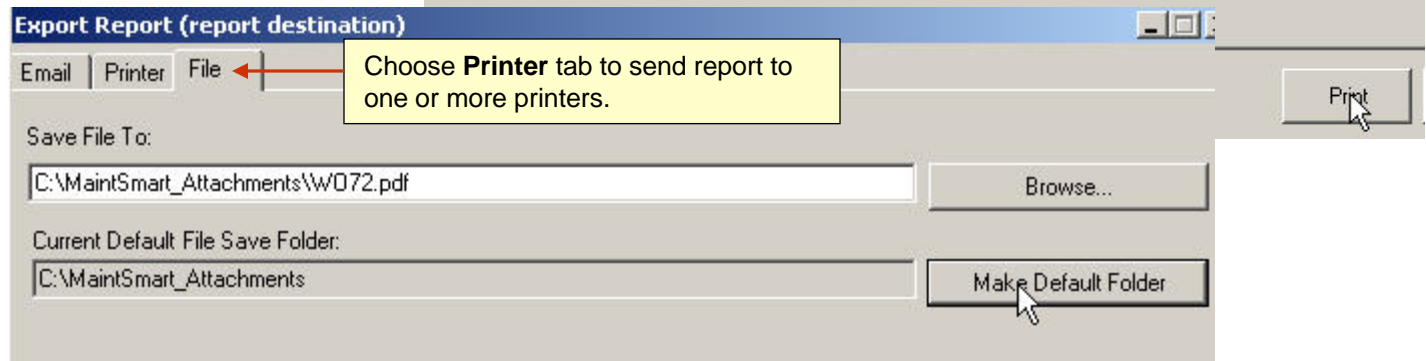 Export Report (report destination)
Email Printer File
Choose Printer tab to send report to
one or more printers.
Print
Save File To:
C:\MaintSmart_Attachments\WO72.pdf
Browse...
Current Default File Save Folder:
C:\MaintSmart_Attachments
Make Default Folder